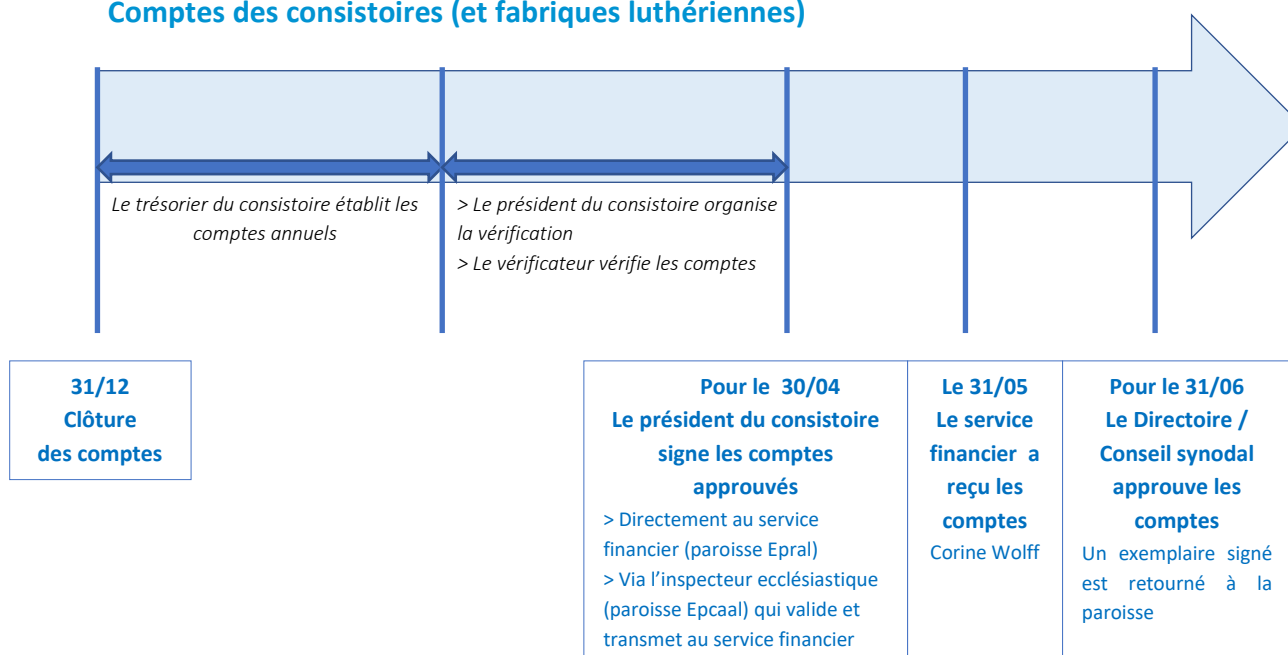 Comptes des consistoires (et fabriques luthériennes)
Le trésorier du consistoire établit les
comptes annuels
> Le président du consistoire organise
la vérification
> Le vérificateur vérifie les comptes
31/12
Clôture
des comptes
Pour le  30/04
Le président du consistoire
signe les comptes
approuvés
> Directement au service
financier (paroisse Epral)
> Via l’inspecteur ecclésiastique
(paroisse Epcaal) qui valide et
transmet au service financier
Le 31/05
Le service
financier  a
reçu les
comptes
Corine Wolff
Pour le 31/06
Le Directoire /
Conseil synodal
approuve les
comptes
Un exemplaire signé
est retourné à la
paroisse